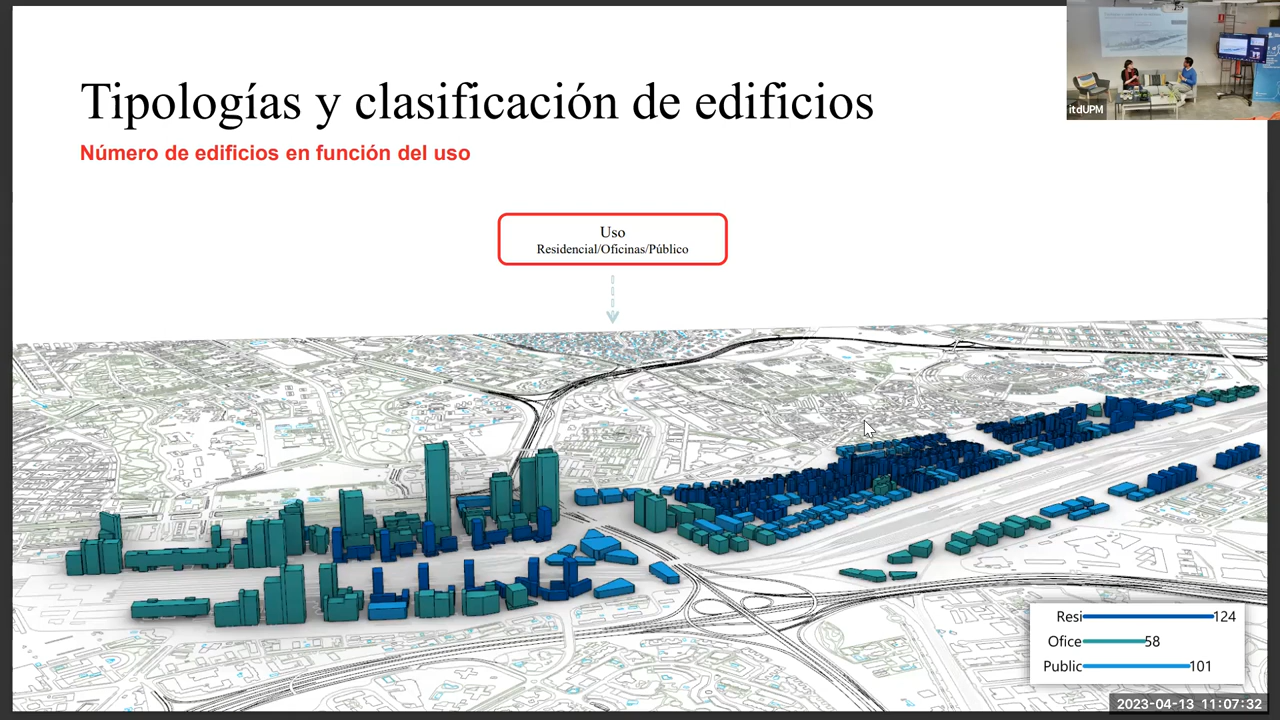 Tipologías y clasificación de edificios
Número de edificios en función del uso
Uso
Residencial/Oficinas/Público
itdUPM
Resi 124
Ofice 58
Public 101
2023-04-13 11:07:32